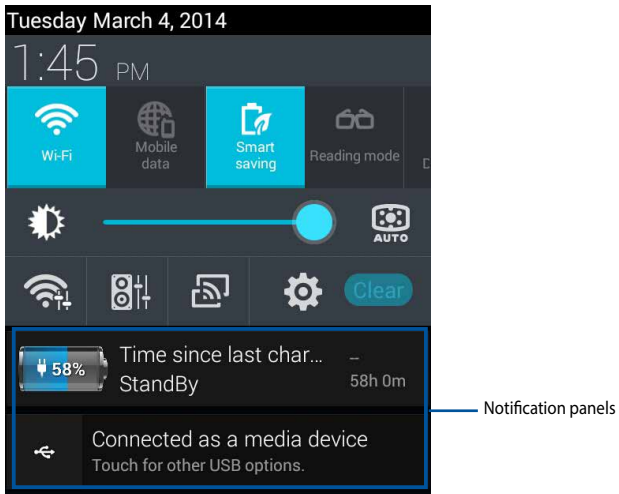 Tuesday March 4, 2014
1:45 PM
Wi-Fi
Mobile
data
Smart
saving
Reading mode
D
AUTO
Clear
58%
Time since last char... –
StandBy 58h 0m
Notification panels
Connected as a media device
Touch for other USB options.